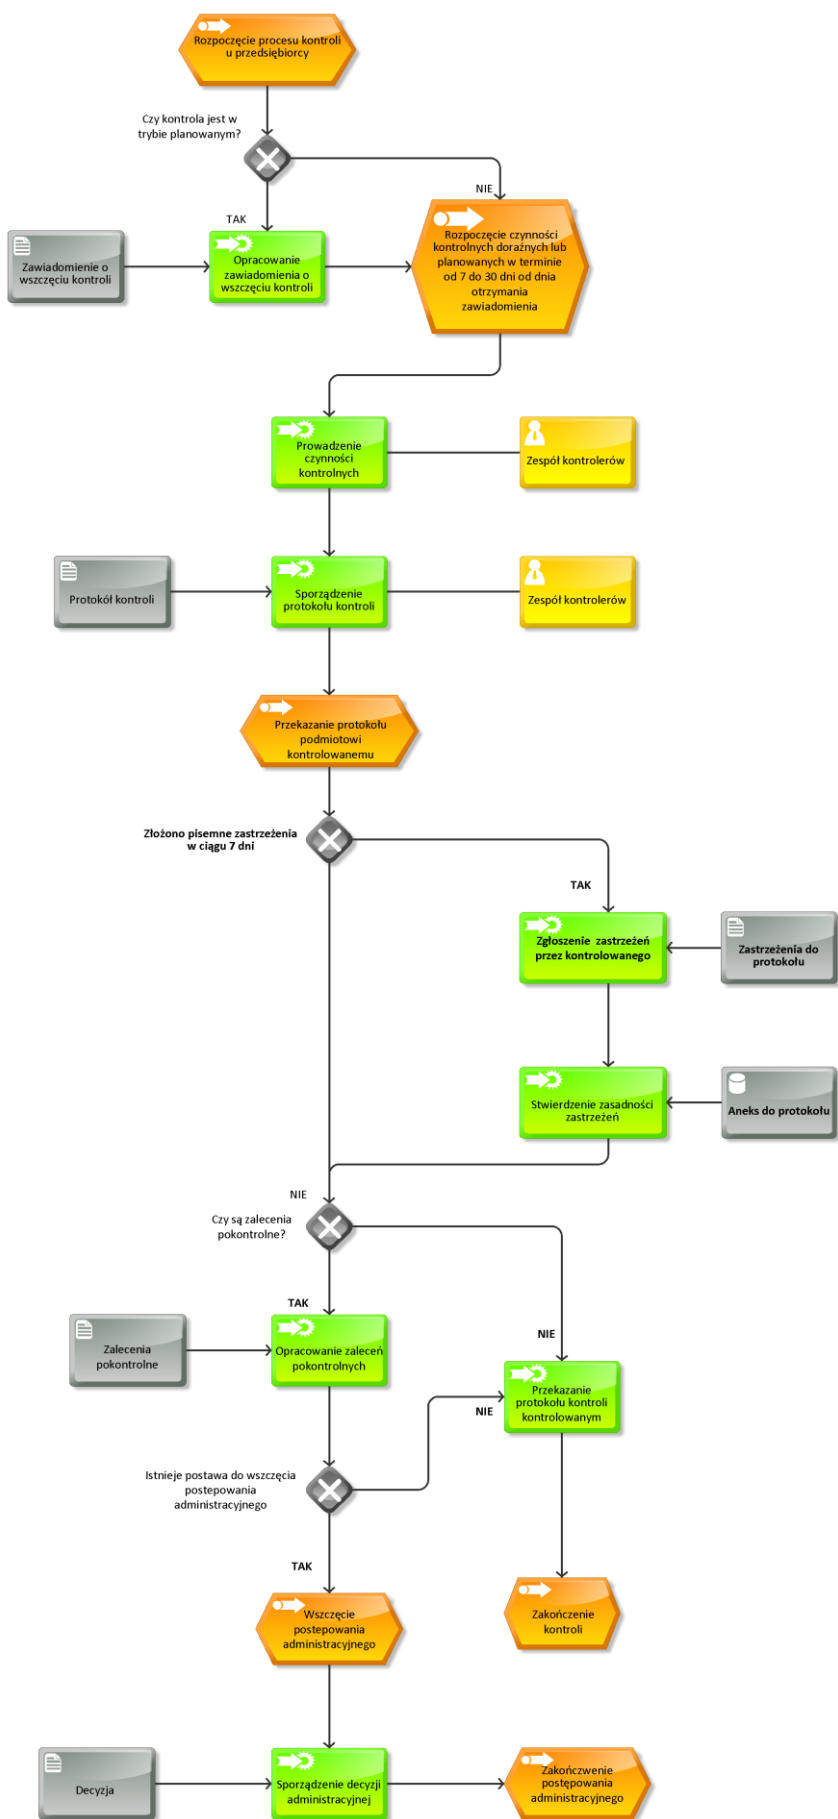 Rozpoczęcie procesu kontroli
u przedsiębiorcy
Czy kontrola jest w
trybie planowanym?
NIE
TAK
Zawiadomienie o
wszczęciu kontroli
Opracowanie
zawiadomienia o
wszczęciu kontroli
Rozpoczęcie czynności
kontrolnych doraźnych lub
planowanych w terminie
od 7 do 30 dni od dnia
otrzymania
zawiadomienia
Prowadzenie
czynności
kontrolnych
Zespół kontrolerów
Protokół kontroli
Sporządzenie
protokołu kontroli
Zespół kontrolerów
Przekazanie protokołu
podmiotowi
kontrolowanemu
Złożono pisemne zastrzeżenia
w ciągu 7 dni
TAK
Zgłoszenie zastrzeżeń
przez kontrolowanego
Zastrzeżenia do
protokołu
Stwierdzenie zasadności
zastrzeżeń
Aneks do protokołu
NIE
Czy są zalecenia
pokontrolne?
TAK
NIE
Zalecenia
pokontrolne
Opracowanie zaleceń
pokontrolnych
Przekazanie
protokołu kontroli
kontrolowanym
NIE
Istnieje postawa do wszczęcia
postepowania
administracyjnego
TAK
Wszczęcie
postepowania
administracyjnego
Zakończenie
kontroli
Decyzja
Sporządzenie decyzji
administracyjnej
Zakończwenie
postępowania
administracyjnego